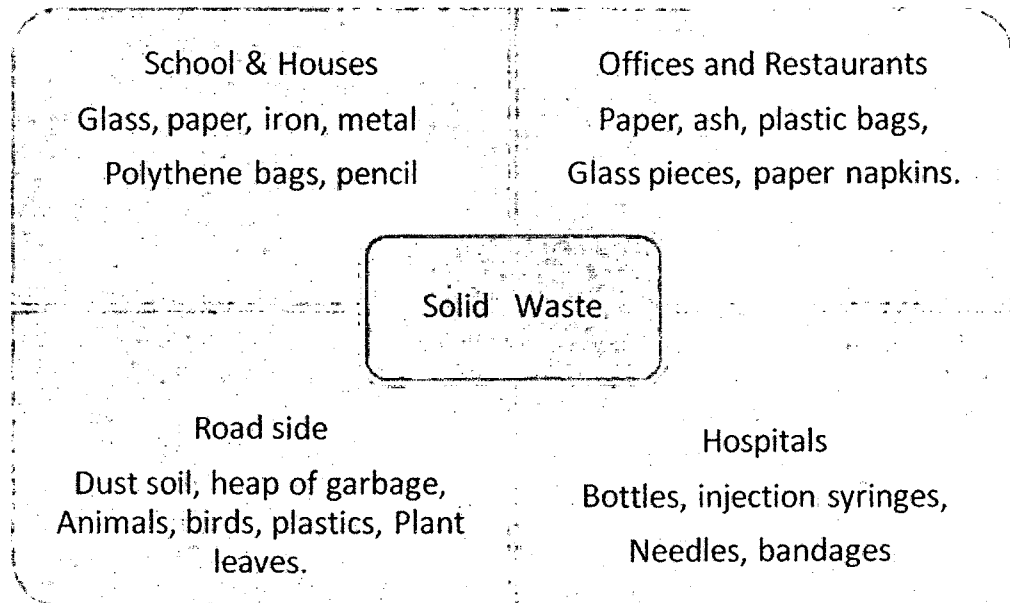 School & Houses
Glass, paper, iron, metal
Polythene bags, pencil
Offices and Restaurants
Paper, ash, plastic bags,
Glass pieces, paper napkins.
Solid Waste
Road side
Dust soil, heap of garbage,
Animals, birds, plastics, Plant
leaves.
Hospitals
Bottles, injection syringes,
Needles, bandages